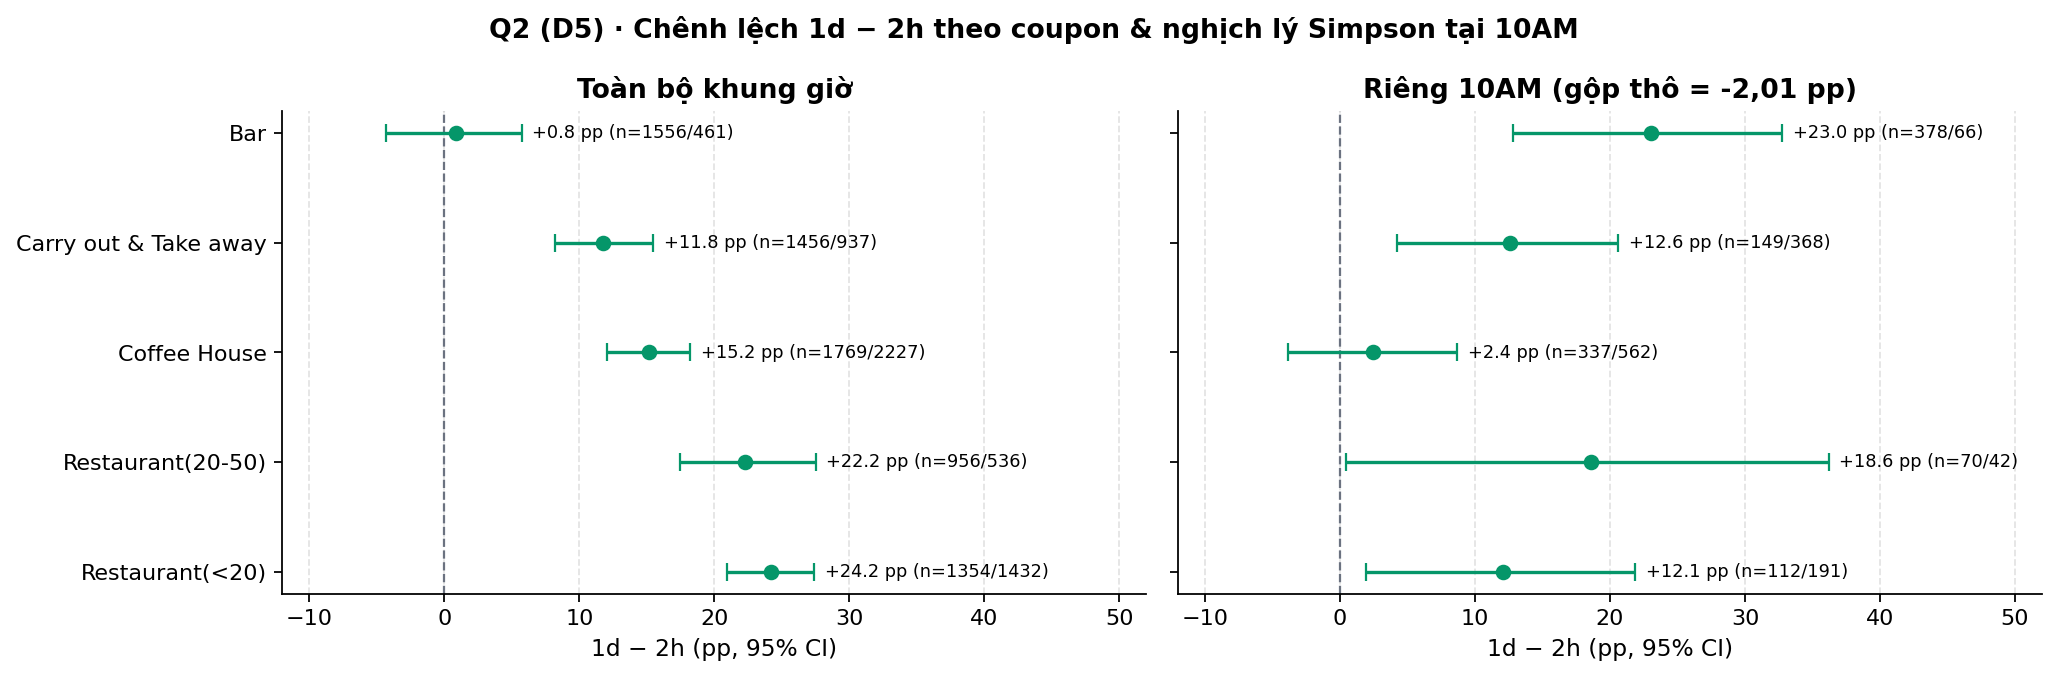 Q2 (D5) · Chênh lệch 1d − 2h theo coupon & nghịch lý Simpson tại 10AM
Toàn bộ khung giờ
Bar
Carry out & Take away
Coffee House
Restaurant(20-50)
Restaurant(<20)
+0.8 pp (n=1556/461)
+11.8 pp (n=1456/937)
+15.2 pp (n=1769/2227)
+22.2 pp (n=956/536)
+24.2 pp (n=1354/1432)
−10 0 10 20 30 40 50
1d − 2h (pp, 95% CI)
Riêng 10AM (gộp thô = -2,01 pp)
+23.0 pp (n=378/66)
+12.6 pp (n=149/368)
+2.4 pp (n=337/562)
+18.6 pp (n=70/42)
+12.1 pp (n=112/191)
−10 0 10 20 30 40 50
1d − 2h (pp, 95% CI)